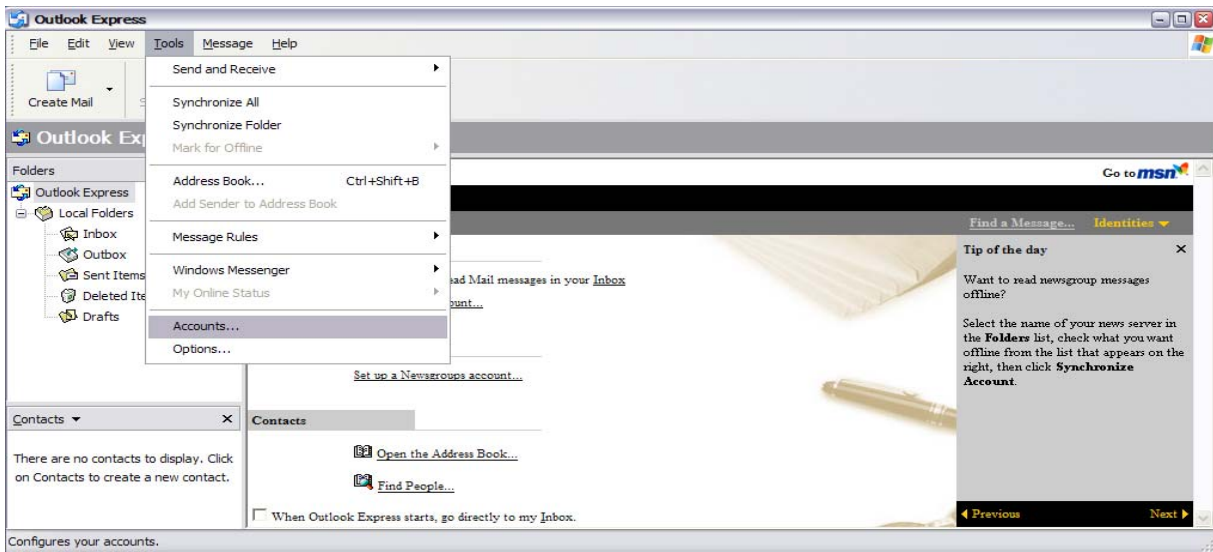 Outlook Express
File Edit View Tools Message Help
Create Mail
Send and Receive
Synchronize All
Synchronize Folder
Mark for Offline
Address Book... Ctrl+Shift+B
Add Sender to Address Book
Message Rules
Windows Messenger
My Online Status
Accounts...
Options...
Outlook
Folders
Outlook Express
Local Folders
Inbox
Outbox
Sent Items
Deleted
Drafts
Contacts
There are no contacts to display. Click
on Contacts to create a new contact.
Go to msn
Find a Message... Identities
Mail messages in your Inbox
Set up a Newsgroups account...
Contacts
Open the Address Book...
Find People...
When Outlook Express starts, go directly to my Inbox.
Tip of the day
Want to read newsgroup messages
offline?
Select the name of your news server in
the Folders list, check what you want
offline from the list that appears on the
right, then click Synchronize
Account.
Previous Next
Configures your accounts.